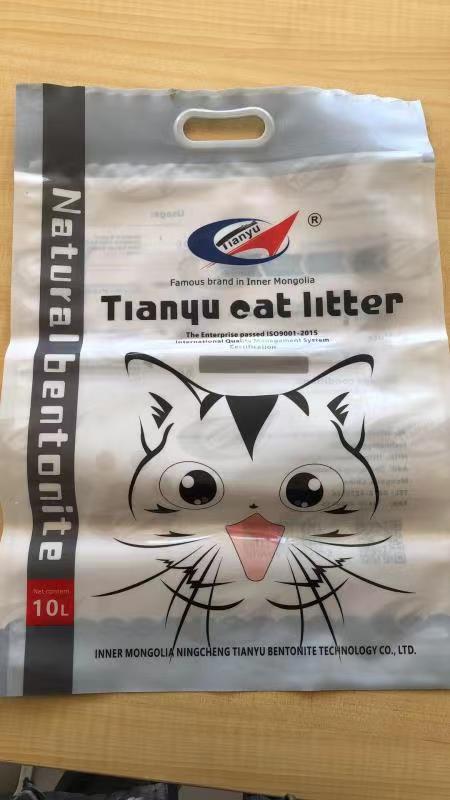 Tianyu
®
Famous brand in Inner Mongolia
Tianyu cat litter
The Enterprise passed ISO9001-2015
International Quality Management System
Certification
Natural bentonite
Net content
10L
INNER MONGOLIA NINGCHENG TIANYU BENTONITE TECHNOLOGY CO., LTD.